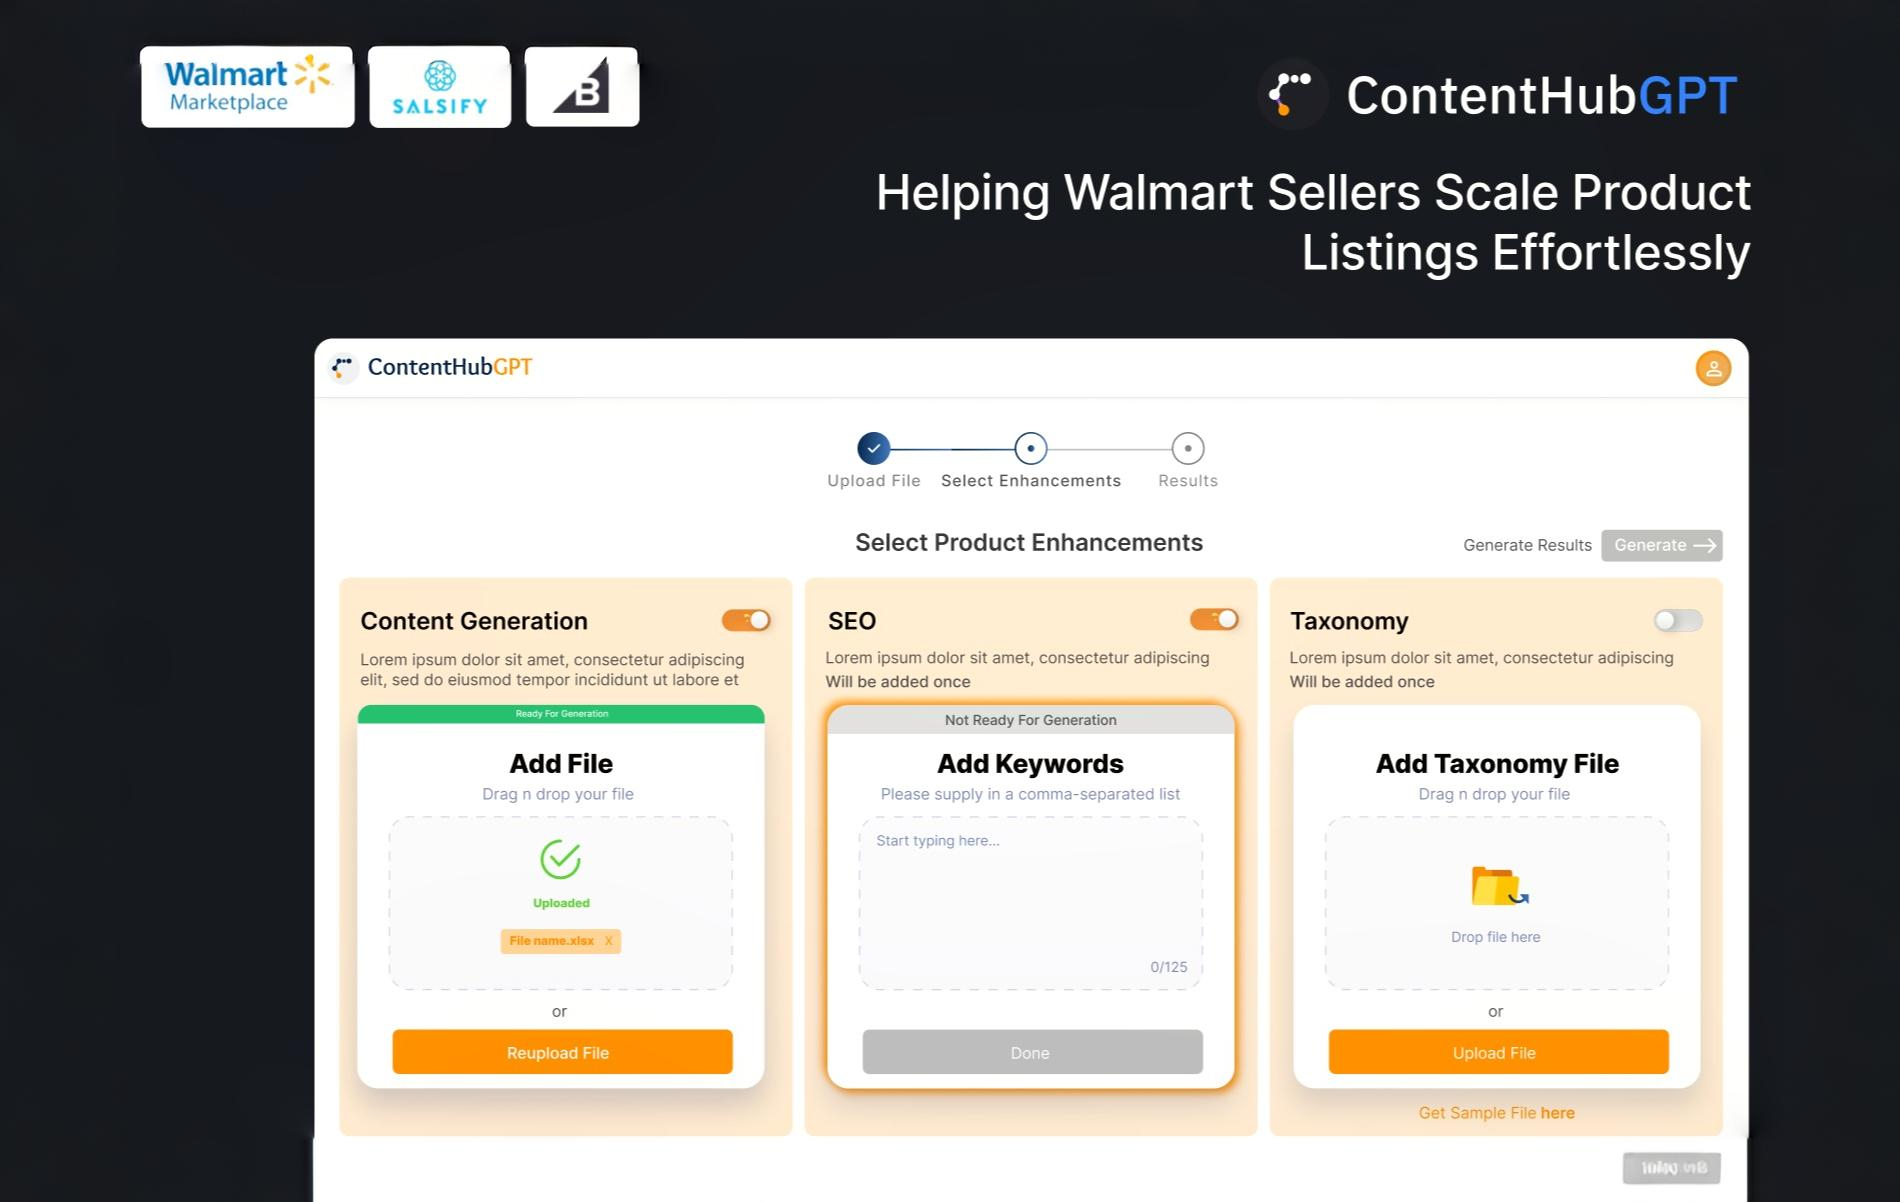 Walmart
Marketplace
SALSIFY
B
ContentHubGPT
Helping Walmart Sellers Scale Product
Listings Effortlessly
ContentHubGPT
Upload File
Select Enhancements
Results
Select Product Enhancements
Generate Results
Generate
Content Generation
Lorem ipsum dolor sit amet, consectetur adipiscing
elit, sed do eiusmod tempor incididunt ut labore et
Ready For Generation
Add File
Drag n drop your file
Uploaded
File name.xlsx X
or
Reupload File
SEO
Lorem ipsum dolor sit amet, consectetur adipiscing
Will be added once
Not Ready For Generation
Add Keywords
Please supply in a comma-separated list
Start typing here...
0/125
Done
Taxonomy
Lorem ipsum dolor sit amet, consectetur adipiscing
Will be added once
Add Taxonomy File
Drag n drop your file
Drop file here
or
Upload File
Get Sample File here